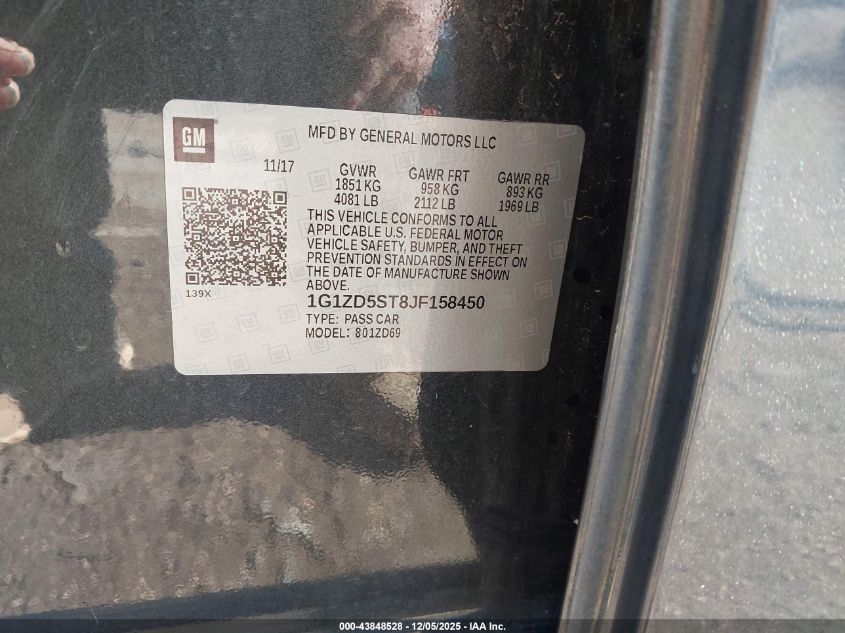 GM
®
MFD BY GENERAL MOTORS LLC
11/17
GVWR
1851 KG
4081 LB
GAWR FRT
958 KG
2112 LB
GAWR RR
893 KG
1969 LB
THIS VEHICLE CONFORMS TO ALL
APPLICABLE U.S. FEDERAL MOTOR
VEHICLE SAFETY, BUMPER, AND THEFT
PREVENTION STANDARDS IN EFFECT ON
THE DATE OF MANUFACTURE SHOWN
ABOVE.
139X
1G1ZD5ST8JF158450
TYPE: PASS CAR
MODEL: 801ZD69
000-43848528 - 12/05/2025 - IAA Inc.